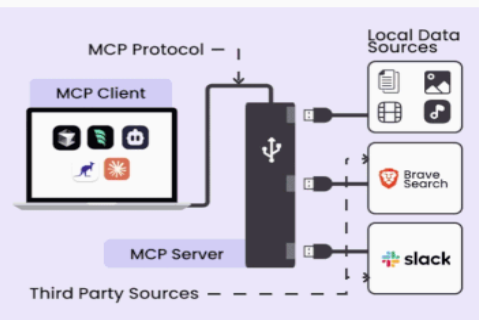 MCP Protocol
Local Data
Sources
MCP Client
Brave
Search
MCP Server
slack
Third Party Sources